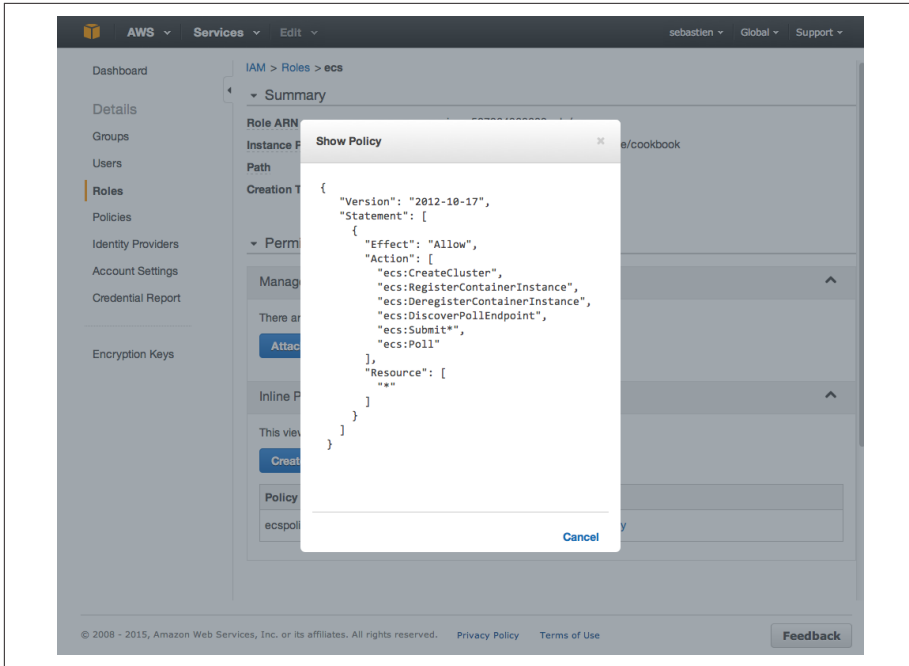 AWS Services Edit sebastien Global Support
Dashboard
Details
Groups
Users
Roles
Policies
Identity Providers
Account Settings
Credential Report
Encryption Keys
IAM > Roles > ecs
Summary
Role ARN
Instance P
e/cookbook
Path
Creation T
Permi
Manag
There ar
Attac
Inline P
This view
Creat
Policy
ecspoli
y
Show Policy ×
{
"Version": "2012-10-17",
"Statement": [
{
"Effect": "Allow",
"Action": [
"ecs:CreateCluster",
"ecs:RegisterContainerInstance",
"ecs:DeregisterContainerInstance",
"ecs:DiscoverPollEndpoint",
"ecs:Submit*",
"ecs:Poll"
],
"Resource": [
"*"
]
}
]
}
Cancel
© 2008 - 2015, Amazon Web Services, Inc. or its affiliates. All rights reserved. Privacy Policy Terms of Use Feedback